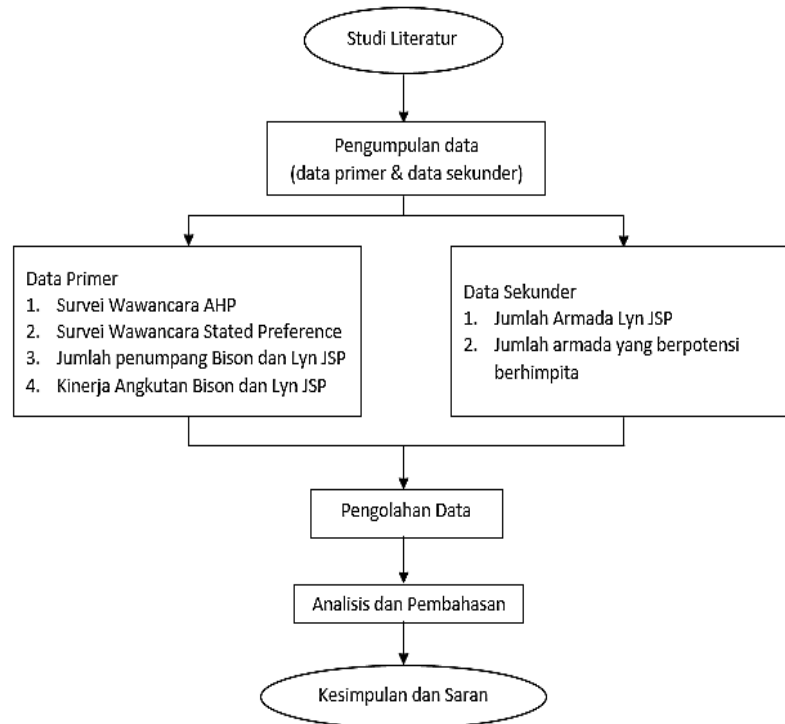 Studi Literatur
Pengumpulan data
(data primer & data sekunder)
Data Primer
1. Survei Wawancara AHP
2. Survei Wawancara Stated Preference
3. Jumlah penumpang Bison dan Lyn JSP
4. Kinerja Angkutan Bison dan Lyn JSP
Data Sekunder
1. Jumlah Armada Lyn JSP
2. Jumlah armada yang berpotensi
berhimpita
Pengolahan Data
Analisis dan Pembahasan
Kesimpulan dan Saran